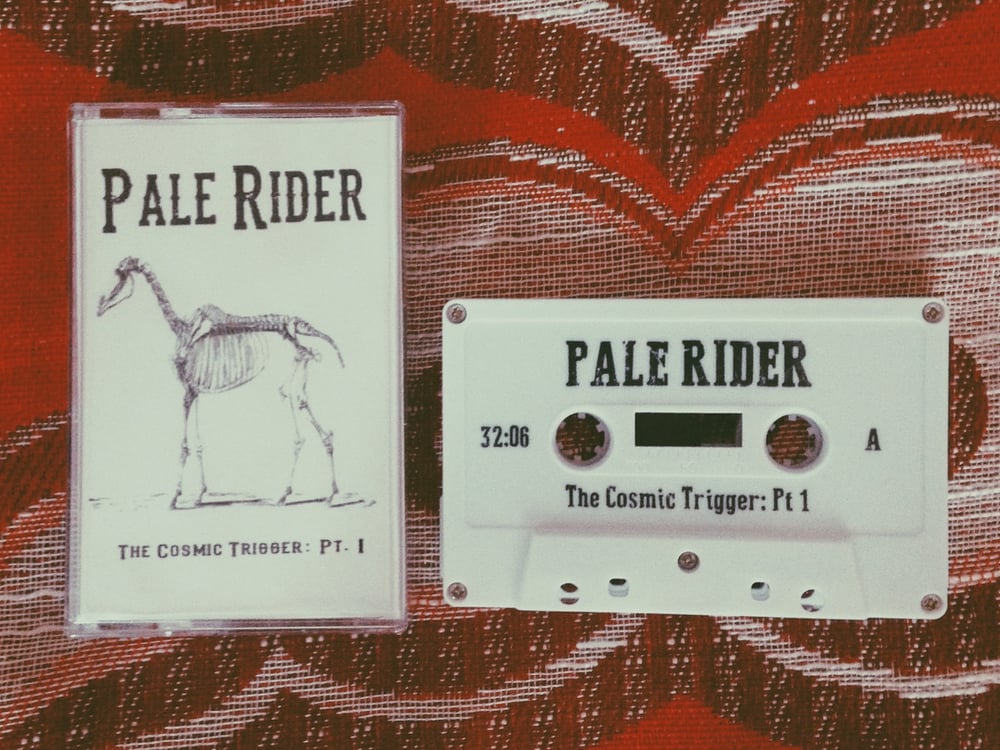 PALE RIDER
THE COSMIC TRIGGER: PT. I
PALE RIDER
32:06 A
The Cosmic Trigger: Pt 1